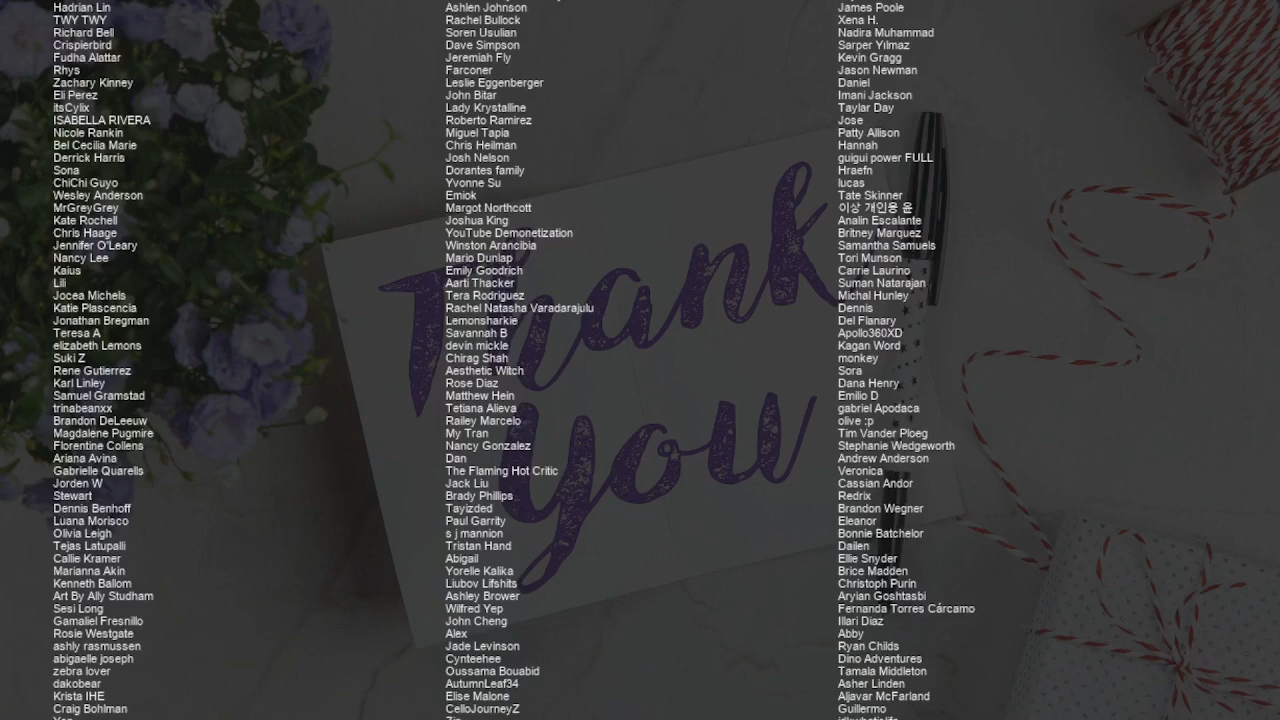 Hadrian Lin
TWY TWY
Richard Bell
Crispierbird
Fudha Alattar
Rhys
Zachary Kinney
Eli Perez
itsCylix
ISABELLA RIVERA
Nicole Rankin
Bel Cecilia Marie
Derrick Harris
Sona
ChiChi Guyo
Wesley Anderson
MrGreyGrey
Kate Rochell
Chris Haage
Jennifer O'Leary
Nancy Lee
Kaius
Lili
Jocea Michels
Katie Plascencia
Jonathan Bregman
Teresa A
elizabeth Lemons
Suki Z
Rene Gutierrez
Karl Linley
Samuel Gramstad
trinabeanxx
Brandon DeLeeuw
Magdalene Pugmire
Florentine Collens
Ariana Avina
Gabrielle Quarells
Jorden W
Stewart
Dennis Benhoff
Luana Morisco
Olivia Leigh
Tejas Latupalli
Callie Kramer
Marianna Akin
Kenneth Ballom
Art By Ally Studham
Sesi Long
Gamaliel Fresnillo
Rosie Westgate
ashly rasmussen
abigaelle joseph
zebra lover
dakobear
Krista IHE
Craig Bohlman
Ashlen Johnson
Rachel Bullock
Soren Usulian
Dave Simpson
Jeremiah Fly
Farconer
Leslie Eggenberger
John Bitar
Lady Krystalline
Roberto Ramirez
Miguel Tapia
Chris Heilman
Josh Nelson
Dorantes family
Yvonne Su
Emiok
Margot Northcott
Joshua King
YouTube Demonetization
Winston Arancibia
Mario Dunlap
Emily Goodrich
Aarti Thacker
Tera Rodriguez
Rachel Natasha Varadarajulu
Lemonsharkie
Savannah B
devin mickle
Chirag Shah
Aesthetic Witch
Rose Diaz
Matthew Hein
Tetiana Alieva
Railey Marcelo
My Tran
Nancy Gonzalez
Dan
The Flaming Hot Critic
Jack Liu
Brady Phillips
Tayizded
Paul Garrity
s j mannion
Tristan Hand
Abigail
Yorelle Kalika
Liubov Lifshits
Ashley Brower
Wilfred Yep
John Cheng
Alex
Jade Levinson
Cynteehee
Oussama Bouabid
AutumnLeaf34
Elise Malone
CelloJourneyZ
James Poole
Xena H.
Nadira Muhammad
Sarper Yılmaz
Kevin Gragg
Jason Newman
Daniel
Imani Jackson
Taylar Day
Jose
Patty Allison
Hannah
guigui power FULL
Hraefn
lucas
Tate Skinner
이상 개인용 윤
Analin Escalante
Britney Marquez
Samantha Samuels
Tori Munson
Carrie Laurino
Suman Natarajan
Michal Hunley
Dennis
Del Flanary
Apollo360XD
Kagan Word
monkey
Sora
Dana Henry
Emilio D
gabriel Apodaca
olive :p
Tim Vander Ploeg
Stephanie Wedgeworth
Andrew Anderson
Veronica
Cassian Andor
Redrix
Brandon Wegner
Eleanor
Bonnie Batchelor
Dailen
Ellie Snyder
Brice Madden
Christoph Purin
Aryian Goshtasbi
Fernanda Torres Cárcamo
Illari Diaz
Abby
Ryan Childs
Dino Adventures
Tamala Middleton
Asher Linden
Aljavar McFarland
Guillermo
Thank
you